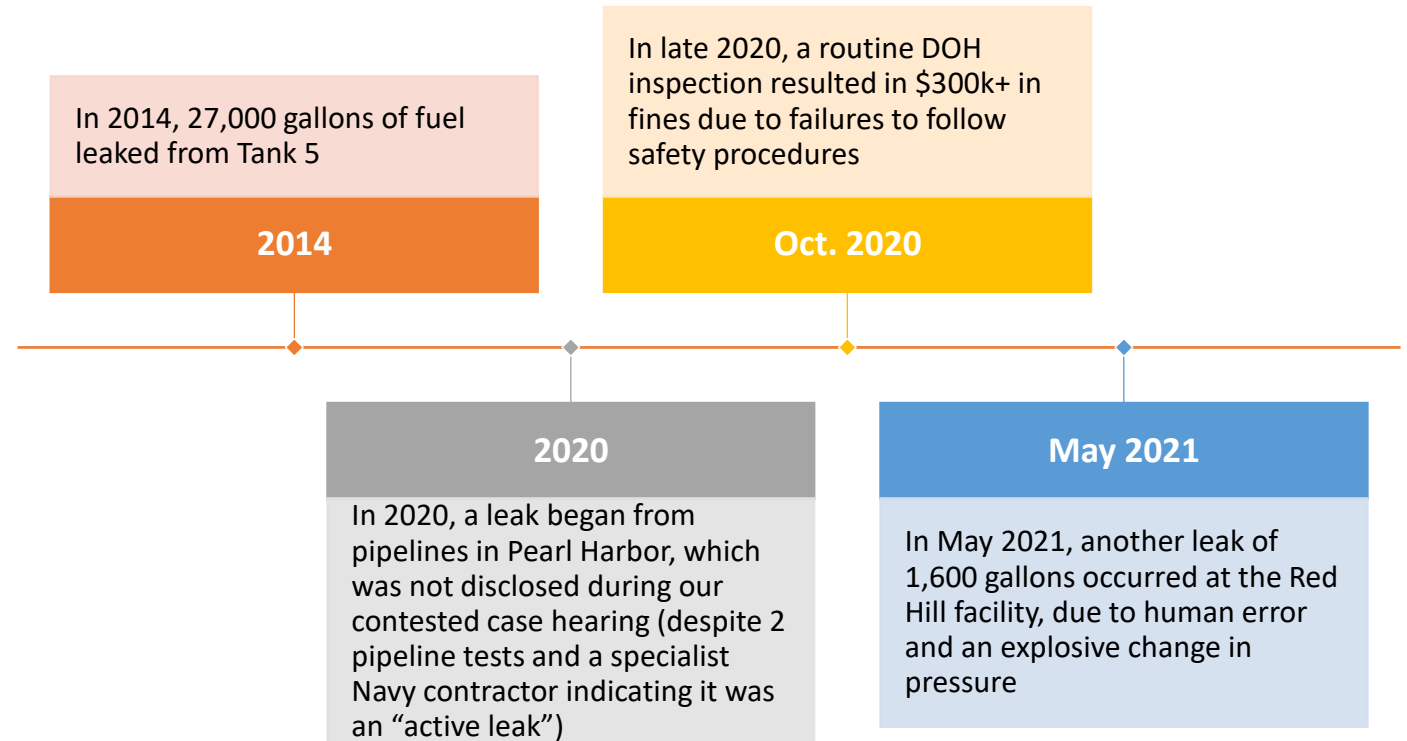 In 2014, 27,000 gallons of fuel
leaked from Tank 5
2014
2020
In 2020, a leak began from
pipelines in Pearl Harbor, which
was not disclosed during our
contested case hearing (despite 2
pipeline tests and a specialist
Navy contractor indicating it was
an “active leak”)
In late 2020, a routine DOH
inspection resulted in $300k+ in
fines due to failures to follow
safety procedures
Oct. 2020
May 2021
In May 2021, another leak of
1,600 gallons occurred at the Red
Hill facility, due to human error
and an explosive change in
pressure